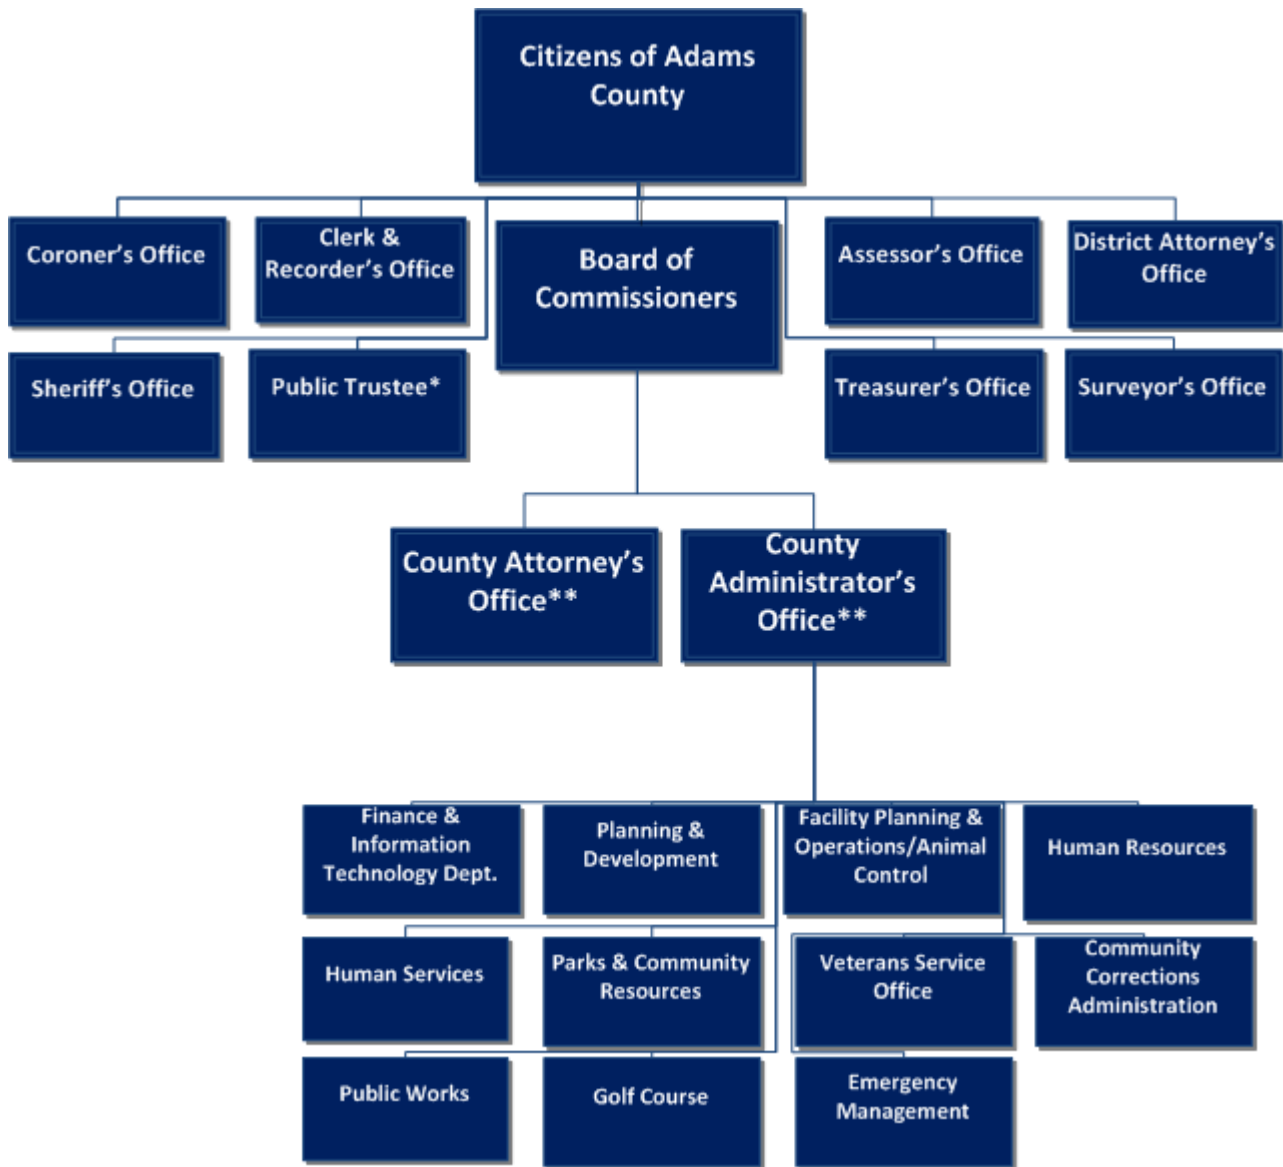 Citizens of Adams
County
Coroner's Office
Clerk &
Recorder's Office
Board of
Commissioners
Assessor's Office
District Attorney's
Office
Sheriff's Office
Public Trustee*
Treasurer's Office
Surveyor's Office
County Attorney's
Office**
County
Administrator's
Office**
Finance &
Information
Technology Dept.
Planning &
Development
Facility Planning &
Operations/Animal
Control
Human Resources
Human Services
Parks & Community
Resources
Veterans Service
Office
Community
Corrections
Administration
Public Works
Golf Course
Emergency
Management